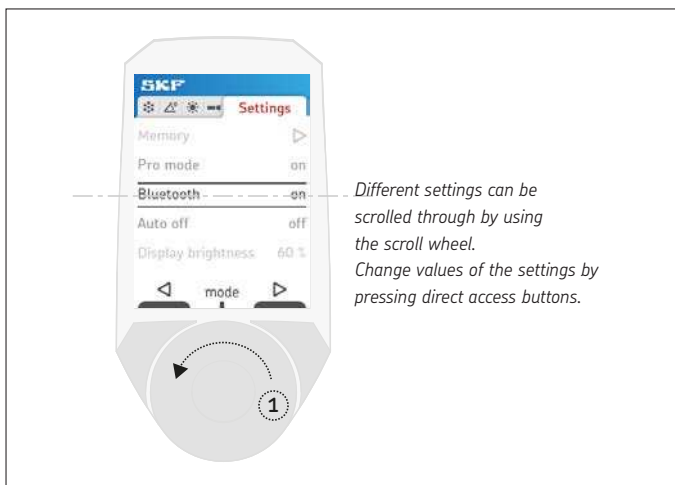 SKF
Settings
Memory
Pro mode on
Bluetooth on
Auto off off
Display brightness 60 %
mode
1
Different settings can be
scrolled through by using
the scroll wheel.
Change values of the settings by
pressing direct access buttons.